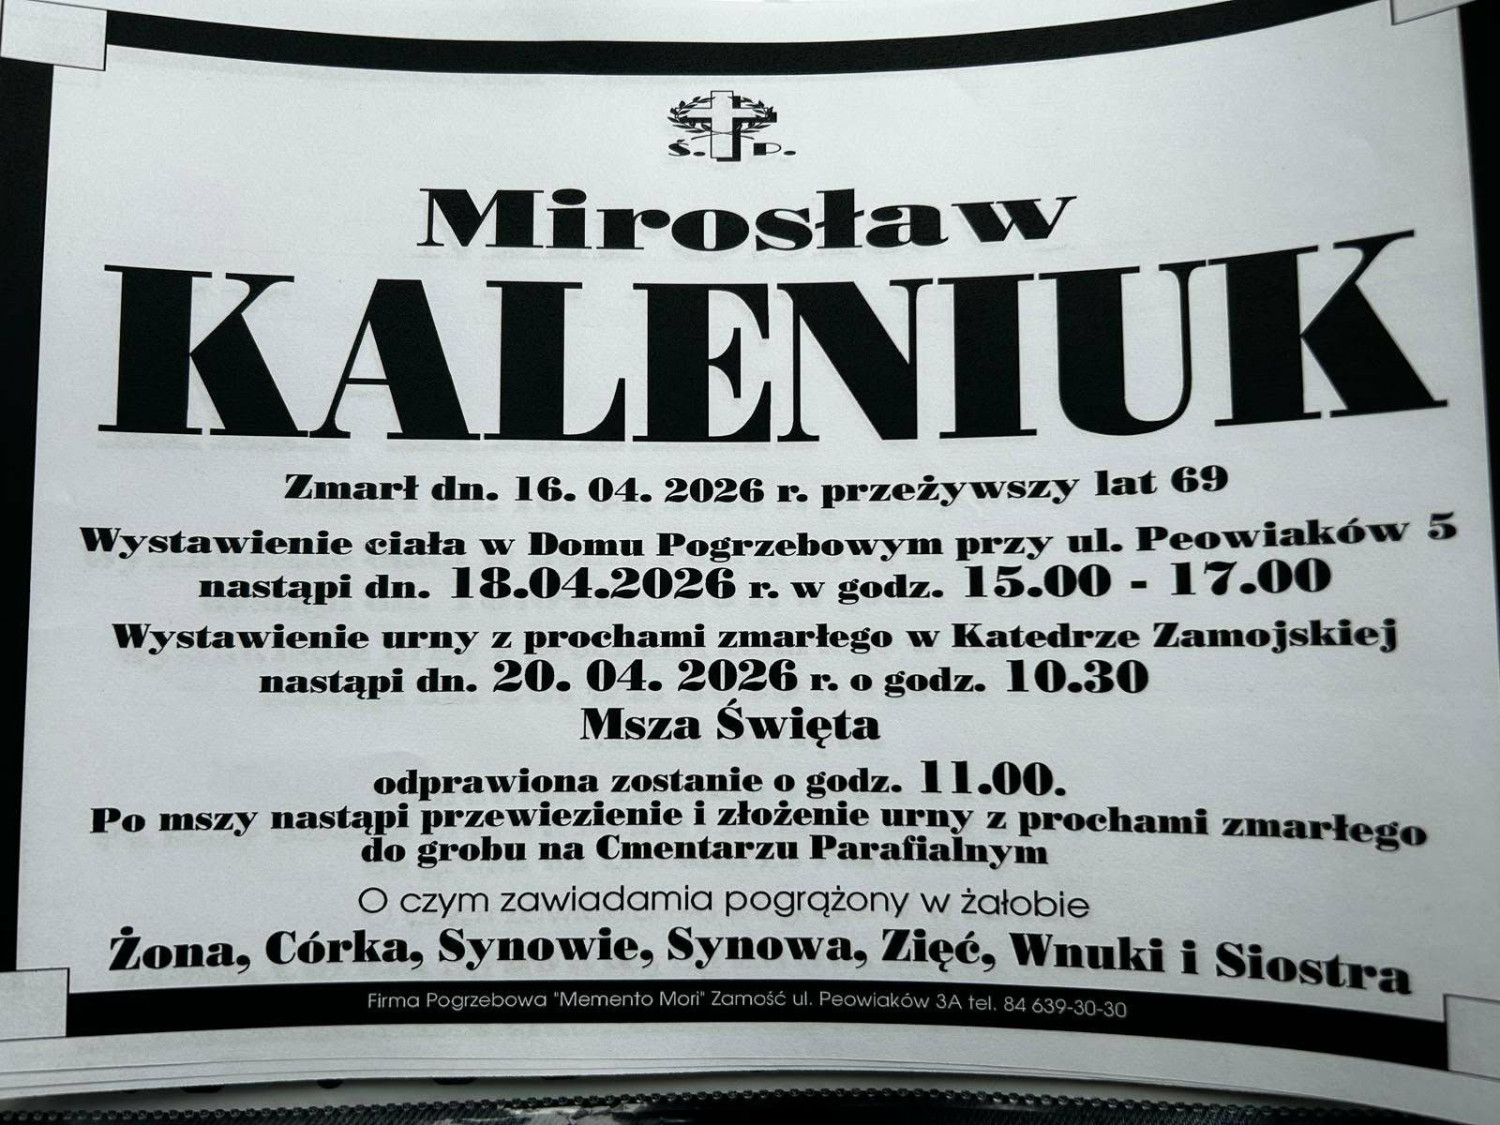 Ś. P.
Mirosław
KALENIUK
Zmarł dn. 16. 04. 2026 r. przeżywszy lat 69
Wystawienie ciała w Domu Pogrzebowym przy ul. Peowiaków 5
nastąpi dn. 18.04.2026 r. w godz. 15.00 - 17.00
Wystawienie urny z prochami zmarłego w Katedrze Zamojskiej
nastąpi dn. 20. 04. 2026 r. o godz. 10.30
Msza Święta
odprawiona zostanie o godz. 11.00.
Po mszy nastąpi przewiezienie i złożenie urny z prochami zmarłego
do grobu na Cmentarzu Parafialnym
O czym zawiadamia pogrążony w żałobie
Żona, Córka, Synowie, Synowa, Zięć, Wnuki i Siostra
Firma Pogrzebowa "Memento Mori" Zamość ul. Peowiaków 3A tel. 84 639-30-30